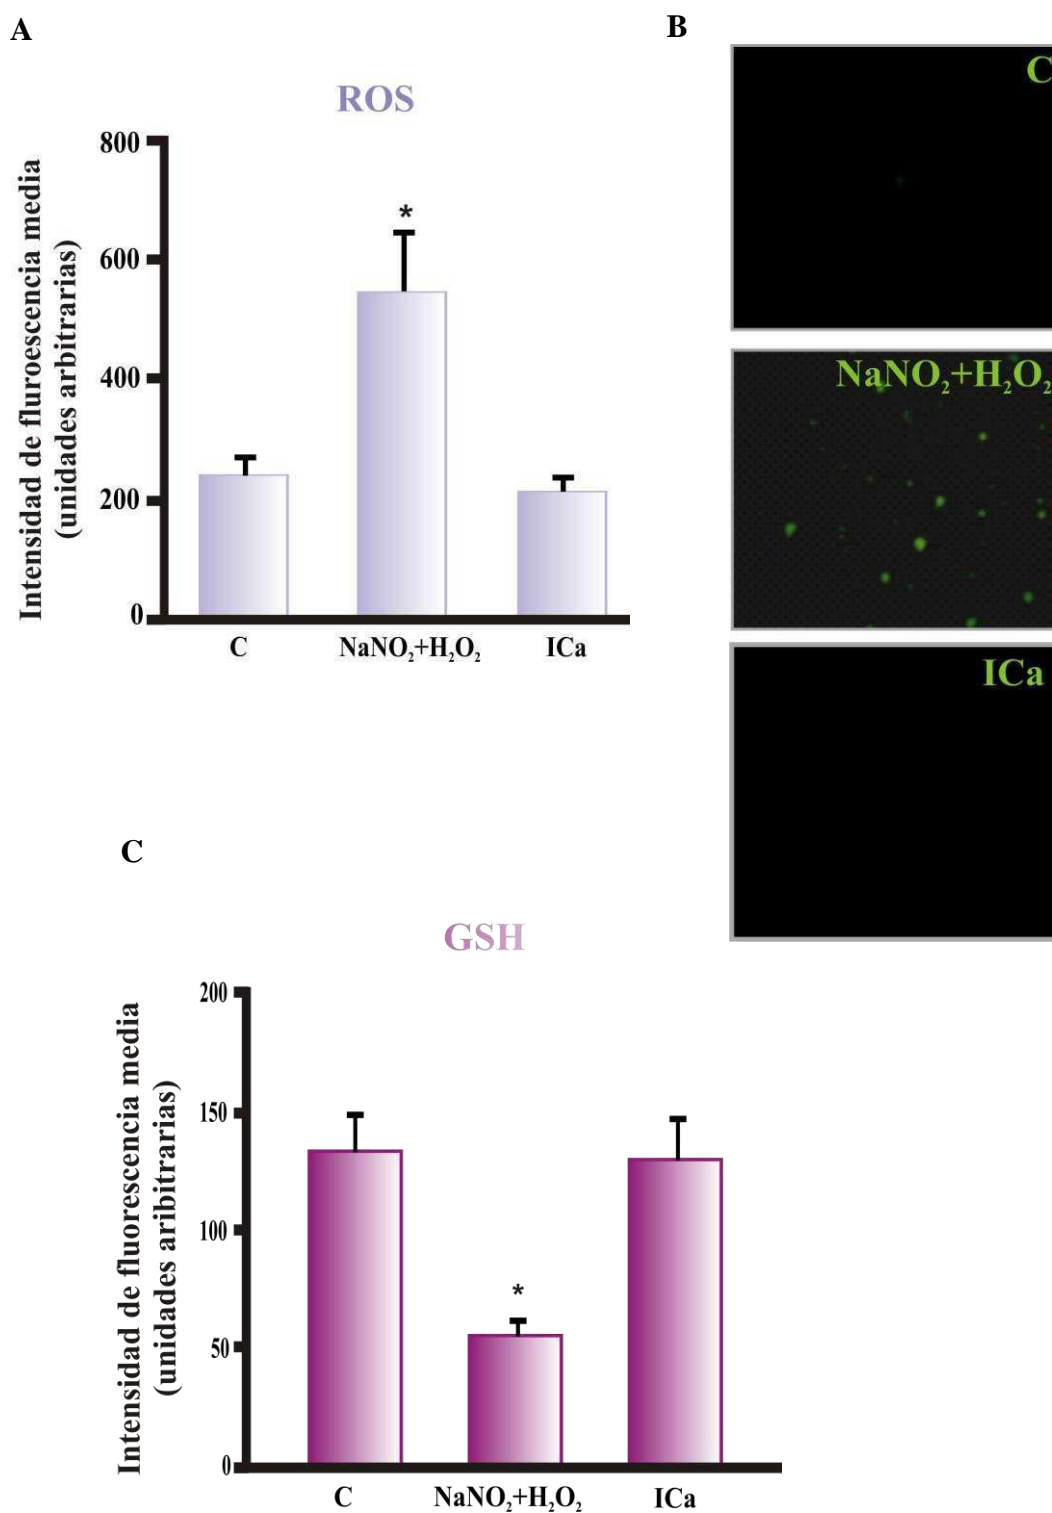 A
ROS
Intensidad de fluroescencia media
(unidades arbitrarias)
800
600
400
200
0
*
C
NaNO₂+H₂O₂
ICa
B
C
NaNO₂+H₂O₂
ICa
C
GSH
Intensidad de fluorescencia media
(unidades aribitrarias)
200
150
100
50
0
*
C
NaNO₂+H₂O₂
ICa